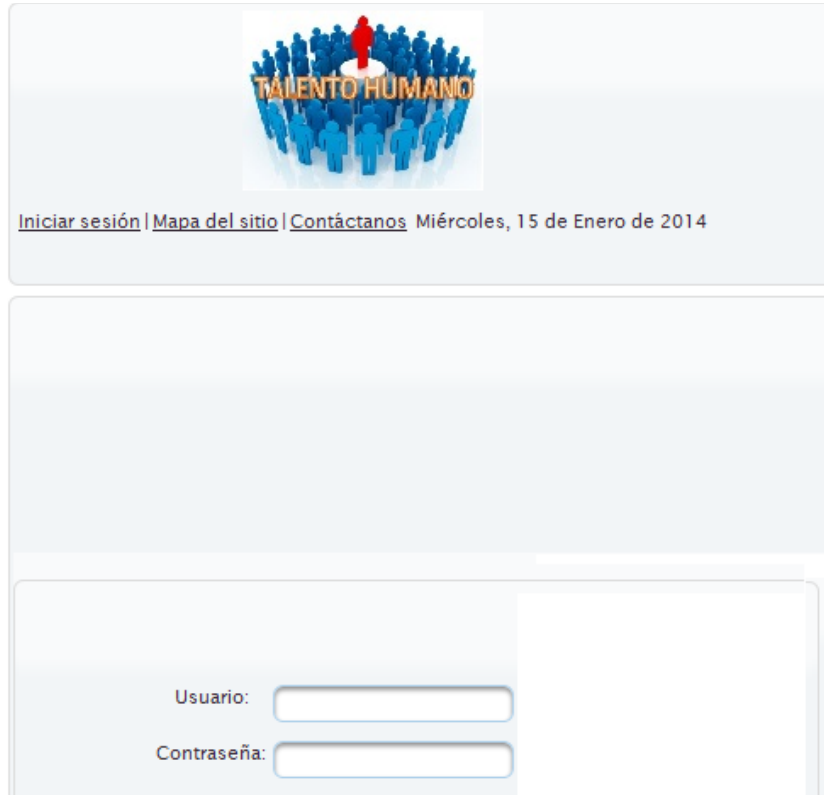 TALENTO HUMANO
Iniciar sesión|Mapa del sitio|Contáctanos Miércoles, 15 de Enero de 2014
Usuario:
Contraseña: